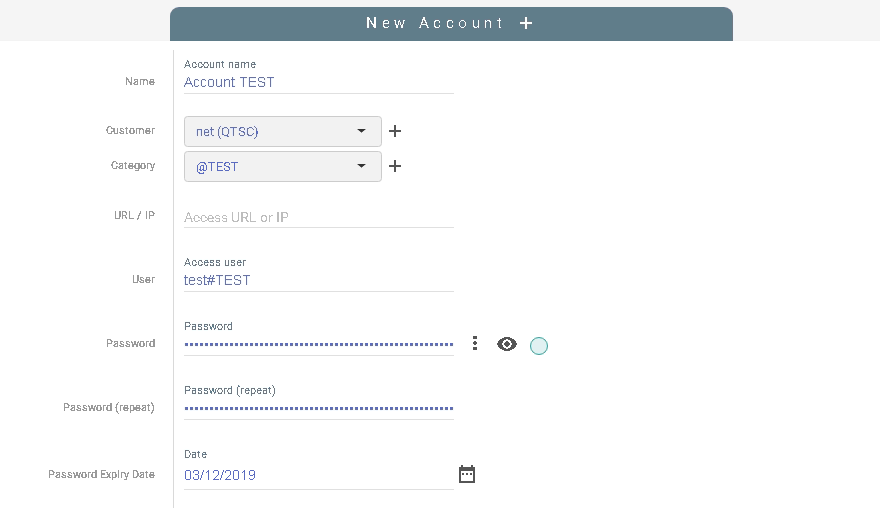 New Account +
Name
Account name
Account TEST
Customer
net (QTSC)
Category
@TEST
URL / IP
Access URL or IP
User
Access user
test#TEST
Password
Password
Password (repeat)
Password (repeat)
Password Expiry Date
Date
03/12/2019